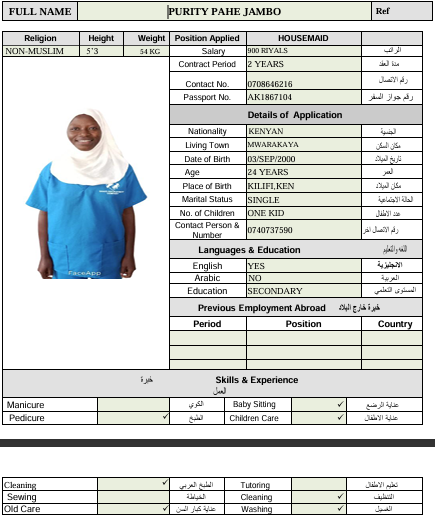 FULL NAME PURITY PAHE JAMBO Ref
Religion Height Weight Position Applied HOUSEMAID
NON-MUSLIM 5'3 54 KG Salary 900 RIYALS الراتب
Contract Period 2 YEARS مدة العقد
Contact No. 0708646216 رقم الاتصال
Passport No. AK1867104 رقم جواز السفر
Details of Application
Nationality KENYAN الجنسية
Living Town MWARAKAYA مكان السكن
Date of Birth 03/SEP/2000 تاريخ الميلاد
Age 24 YEARS العمر
Place of Birth KILIFI,KEN مكان الميلاد
Marital Status SINGLE الحالة الاجتماعية
No. of Children ONE KID عدد الاطفال
Contact Person & Number 0740737590 رقم الاتصال اخر
Languages & Education اللغه والتعليم
English YES الانجليزية
Arabic NO العربية
Education SECONDARY المستوى التعلمي
Previous Employment Abroad خبرة خارج البلاد
Period Position Country
خبرة Skills & Experience
العمل
Manicure الكوي Baby Sitting ✓ عناية الرضع
Pedicure ✓ الطبخ Children Care ✓ عناية الاطفال
Cleaning ✓ الطبخ العربي Tutoring تعليم الاطفال
Sewing الخياطة Cleaning ✓ التنظيف
Old Care ✓ عناية كبار السن Washing ✓ الغسيل
FaceApp